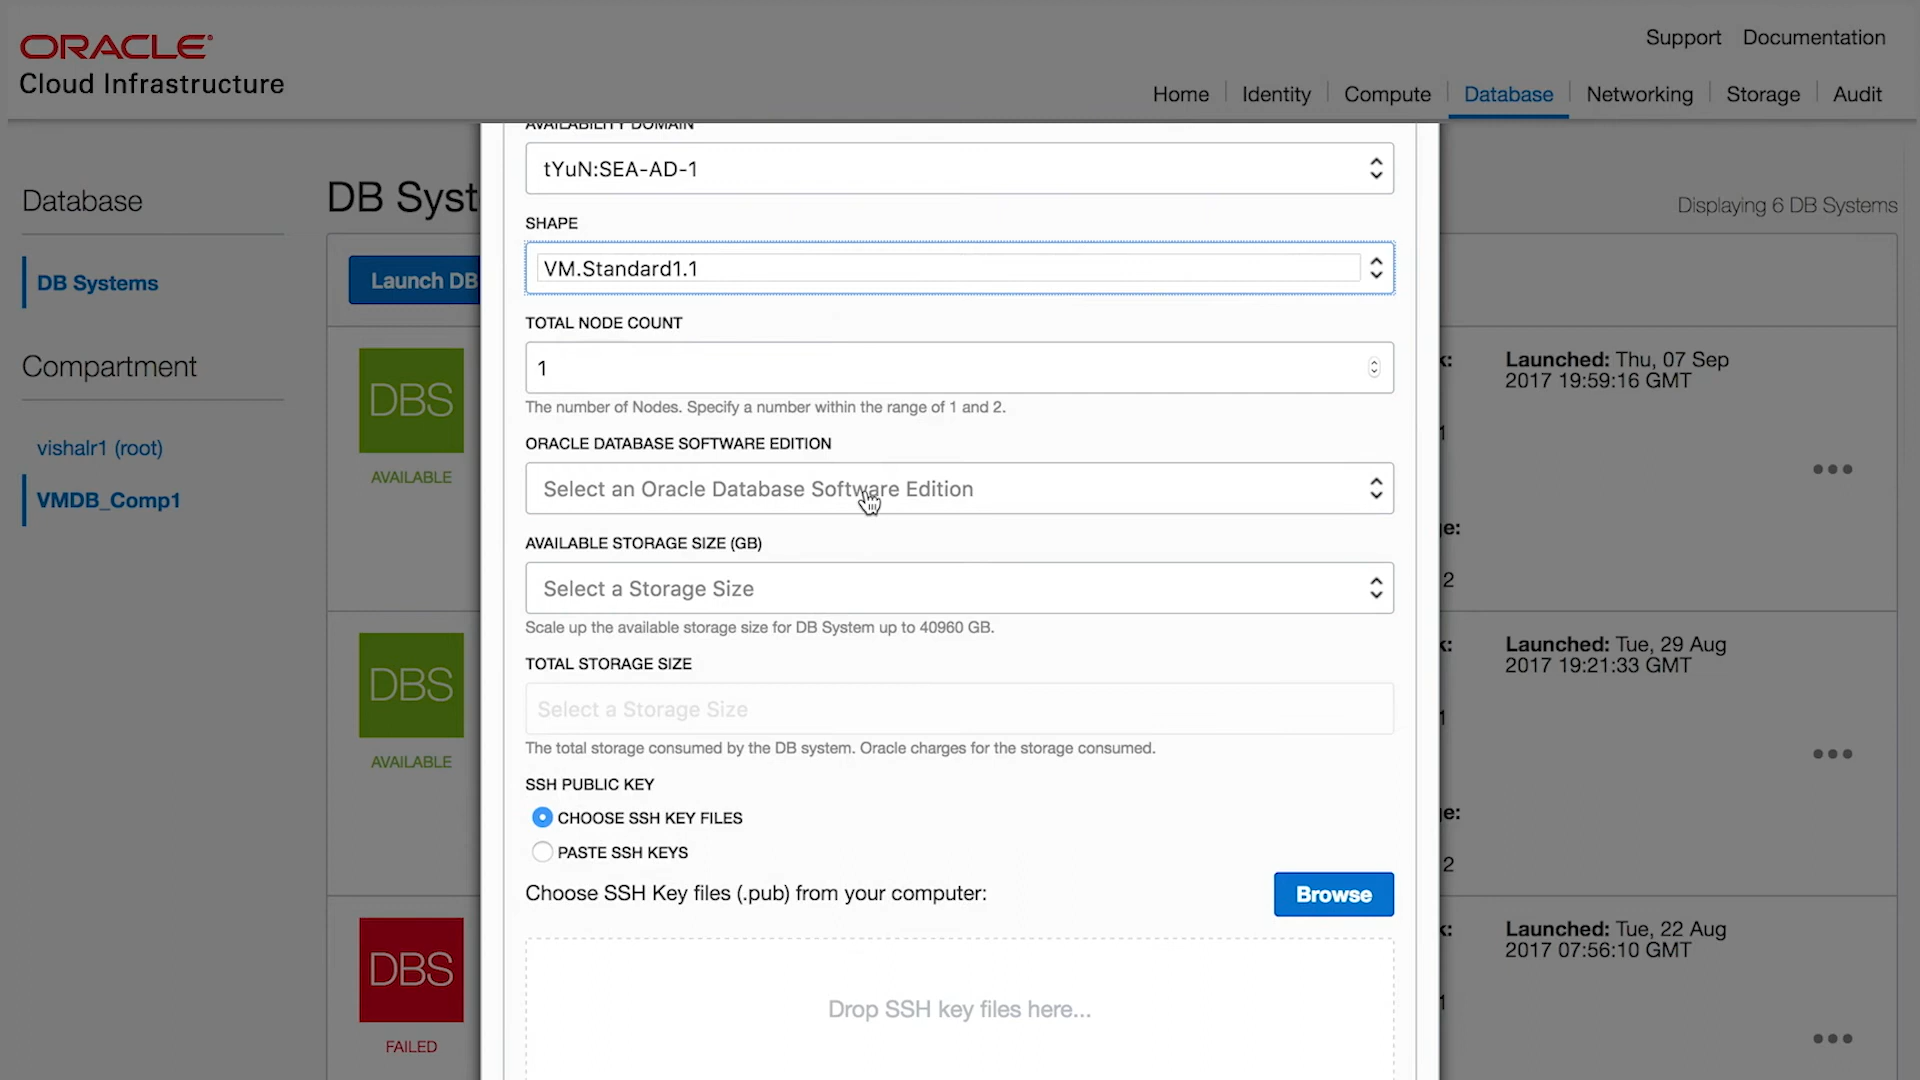 ORACLE
Cloud Infrastructure
Support Documentation
Home Identity Compute Database Networking Storage Audit
Database
DB Systems
Compartment
vishalr1 (root)
VMDB_Comp1
DB Syst
Displaying 6 DB Systems
Launch DB
DBS
AVAILABLE
DBS
AVAILABLE
DBS
FAILED
AVAILABILITY DOMAIN
tYuN:SEA-AD-1
SHAPE
VM.Standard1.1
TOTAL NODE COUNT
1
The number of Nodes. Specify a number within the range of 1 and 2.
ORACLE DATABASE SOFTWARE EDITION
Select an Oracle Database Software Edition
AVAILABLE STORAGE SIZE (GB)
Select a Storage Size
Scale up the available storage size for DB System up to 40960 GB.
TOTAL STORAGE SIZE
Select a Storage Size
The total storage consumed by the DB system. Oracle charges for the storage consumed.
SSH PUBLIC KEY
CHOOSE SSH KEY FILES
PASTE SSH KEYS
Choose SSH Key files (.pub) from your computer:
Browse
Drop SSH key files here...
k:
1
e:
2
Launched: Thu, 07 Sep
2017 19:59:16 GMT
k:
1
e:
2
Launched: Tue, 29 Aug
2017 19:21:33 GMT
k:
1
Launched: Tue, 22 Aug
2017 07:56:10 GMT